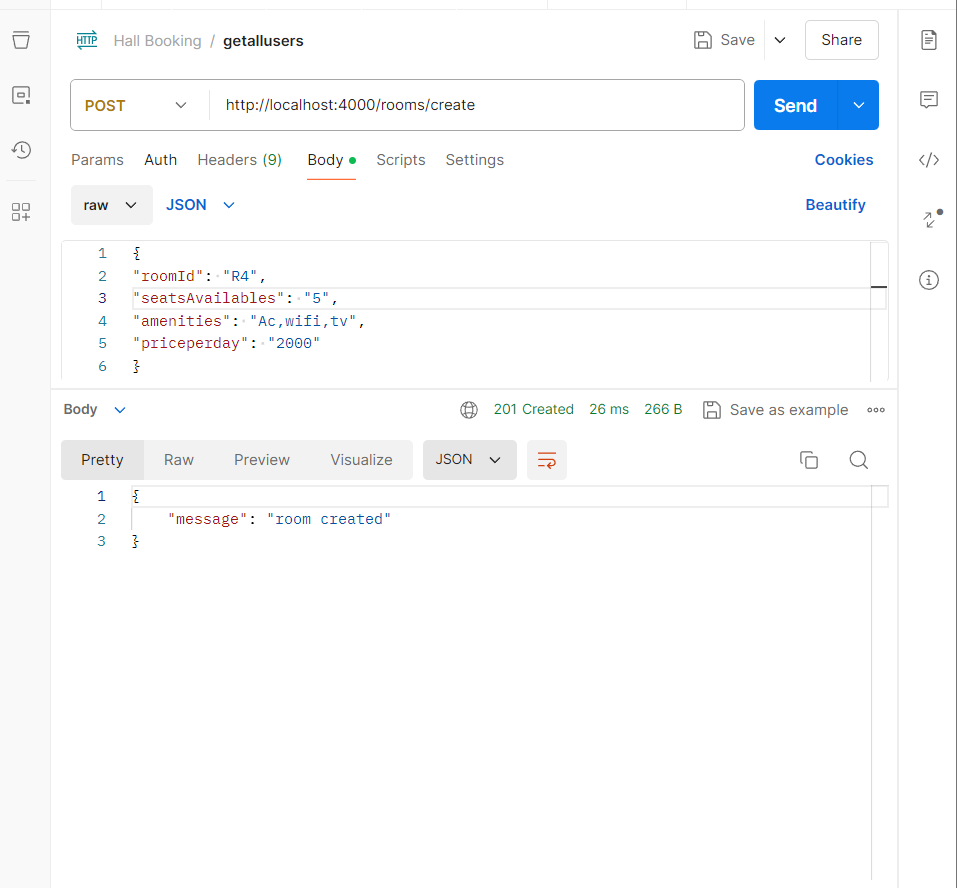 HTTP Hall Booking / getallusers Save Share
POST http://localhost:4000/rooms/create Send
Params Auth Headers (9) Body Scripts Settings Cookies
raw JSON Beautify
1 {
2 "roomId": "R4",
3 "seatsAvailables": "5",
4 "amenities": "Ac,wifi,tv",
5 "priceperday": "2000"
6 }
Body 201 Created 26 ms 266 B Save as example
Pretty Raw Preview Visualize JSON
1 {
2 "message": "room created"
3 }